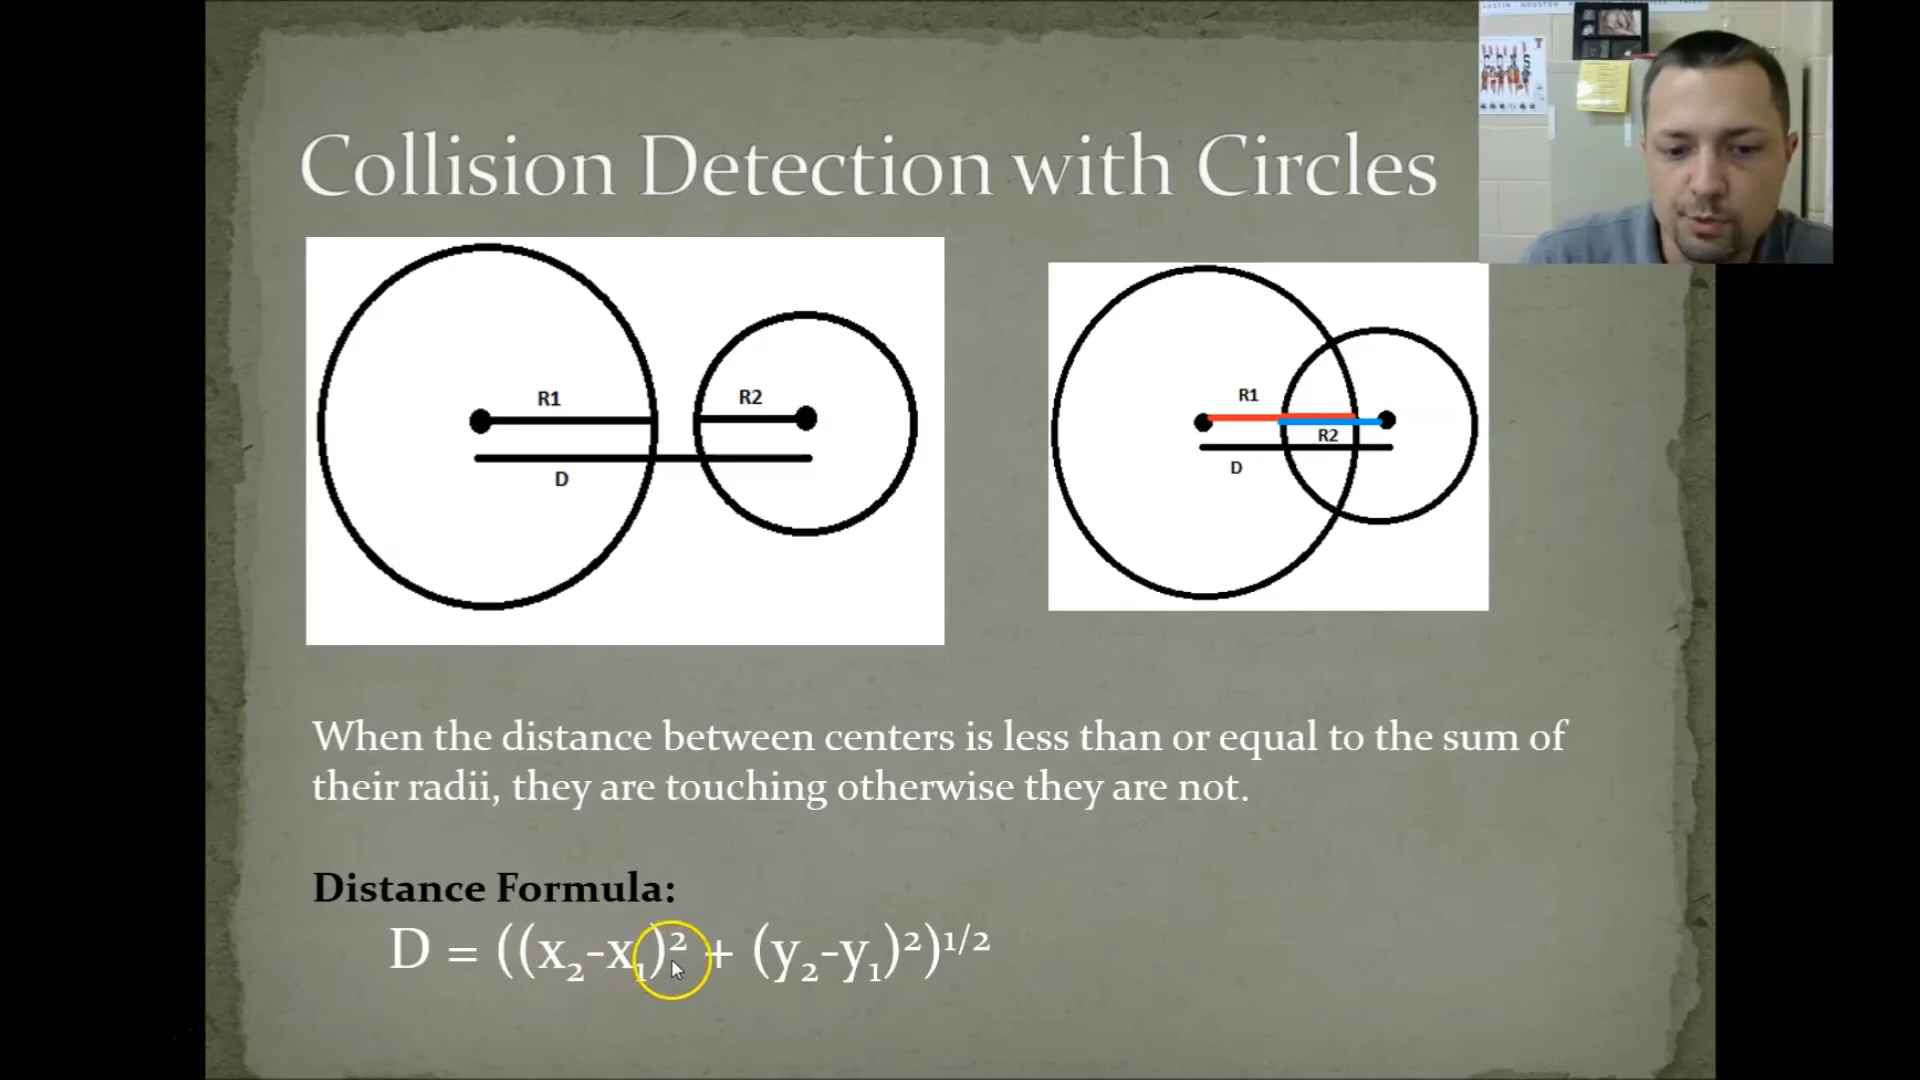 AUSTIN - HOUSTON -
Collision Detection with Circles
R1
R2
D
R1
R2
D
When the distance between centers is less than or equal to the sum of
their radii, they are touching otherwise they are not.
Distance Formula:
D = ((x₂-x₁)² + (y₂-y₁)²)¹/²